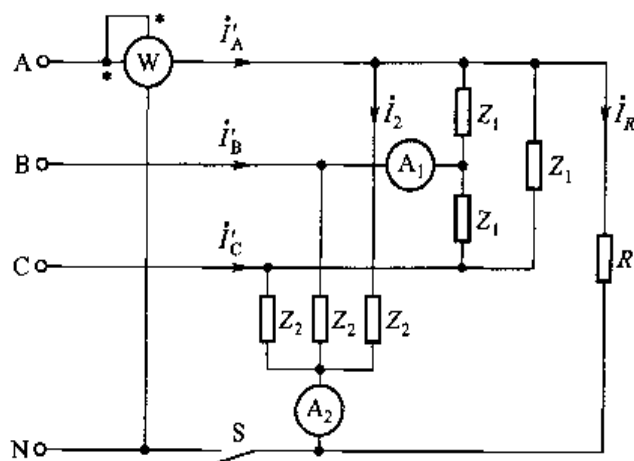 * 
A W İ'A
*
İ2 Z1 İR
B İ'B A1 Z1
Z1
C İ'C R
Z2 Z2 Z2
A2
N S